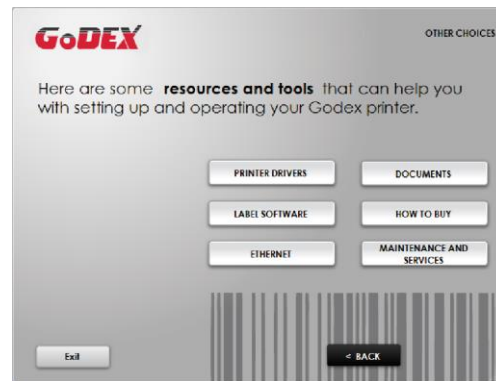 GoDEX
OTHER CHOICES
Here are some resources and tools that can help you
with setting up and operating your Godex printer.
PRINTER DRIVERS
DOCUMENTS
LABEL SOFTWARE
HOW TO BUY
ETHERNET
MAINTENANCE AND
SERVICES
Exit
< BACK